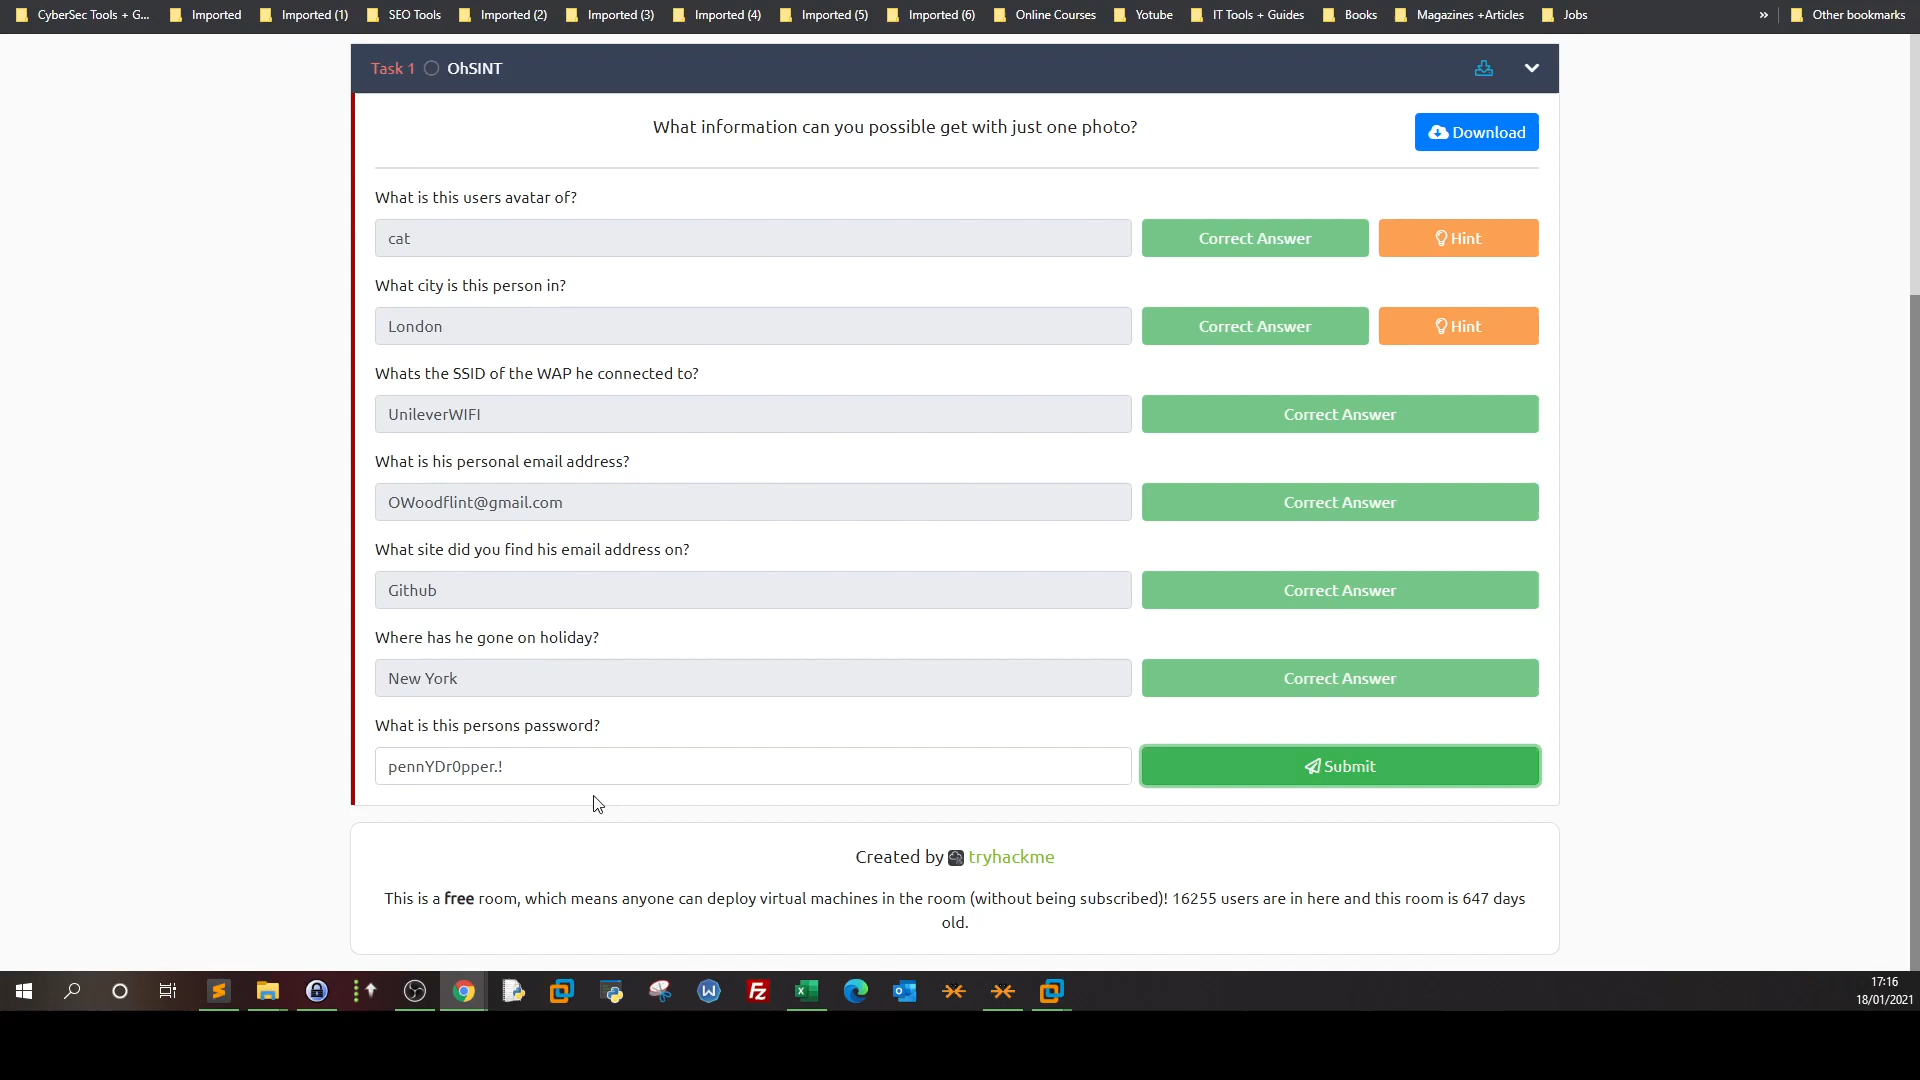 CyberSec Tools + G... Imported Imported (1) SEO Tools Imported (2) Imported (3) Imported (4) Imported (5) Imported (6) Online Courses Yotube IT Tools + Guides Books Magazines +Articles Jobs » Other bookmarks
Task 1 OhSINT
What information can you possible get with just one photo?
Download
What is this users avatar of?
cat Correct Answer Hint
What city is this person in?
London Correct Answer Hint
Whats the SSID of the WAP he connected to?
UnileverWIFI Correct Answer
What is his personal email address?
OWoodflint@gmail.com Correct Answer
What site did you find his email address on?
Github Correct Answer
Where has he gone on holiday?
New York Correct Answer
What is this persons password?
pennYDr0pper.! Submit
Created by tryhackme
This is a free room, which means anyone can deploy virtual machines in the room (without being subscribed)! 16255 users are in here and this room is 647 days
old.
17:16
18/01/2021